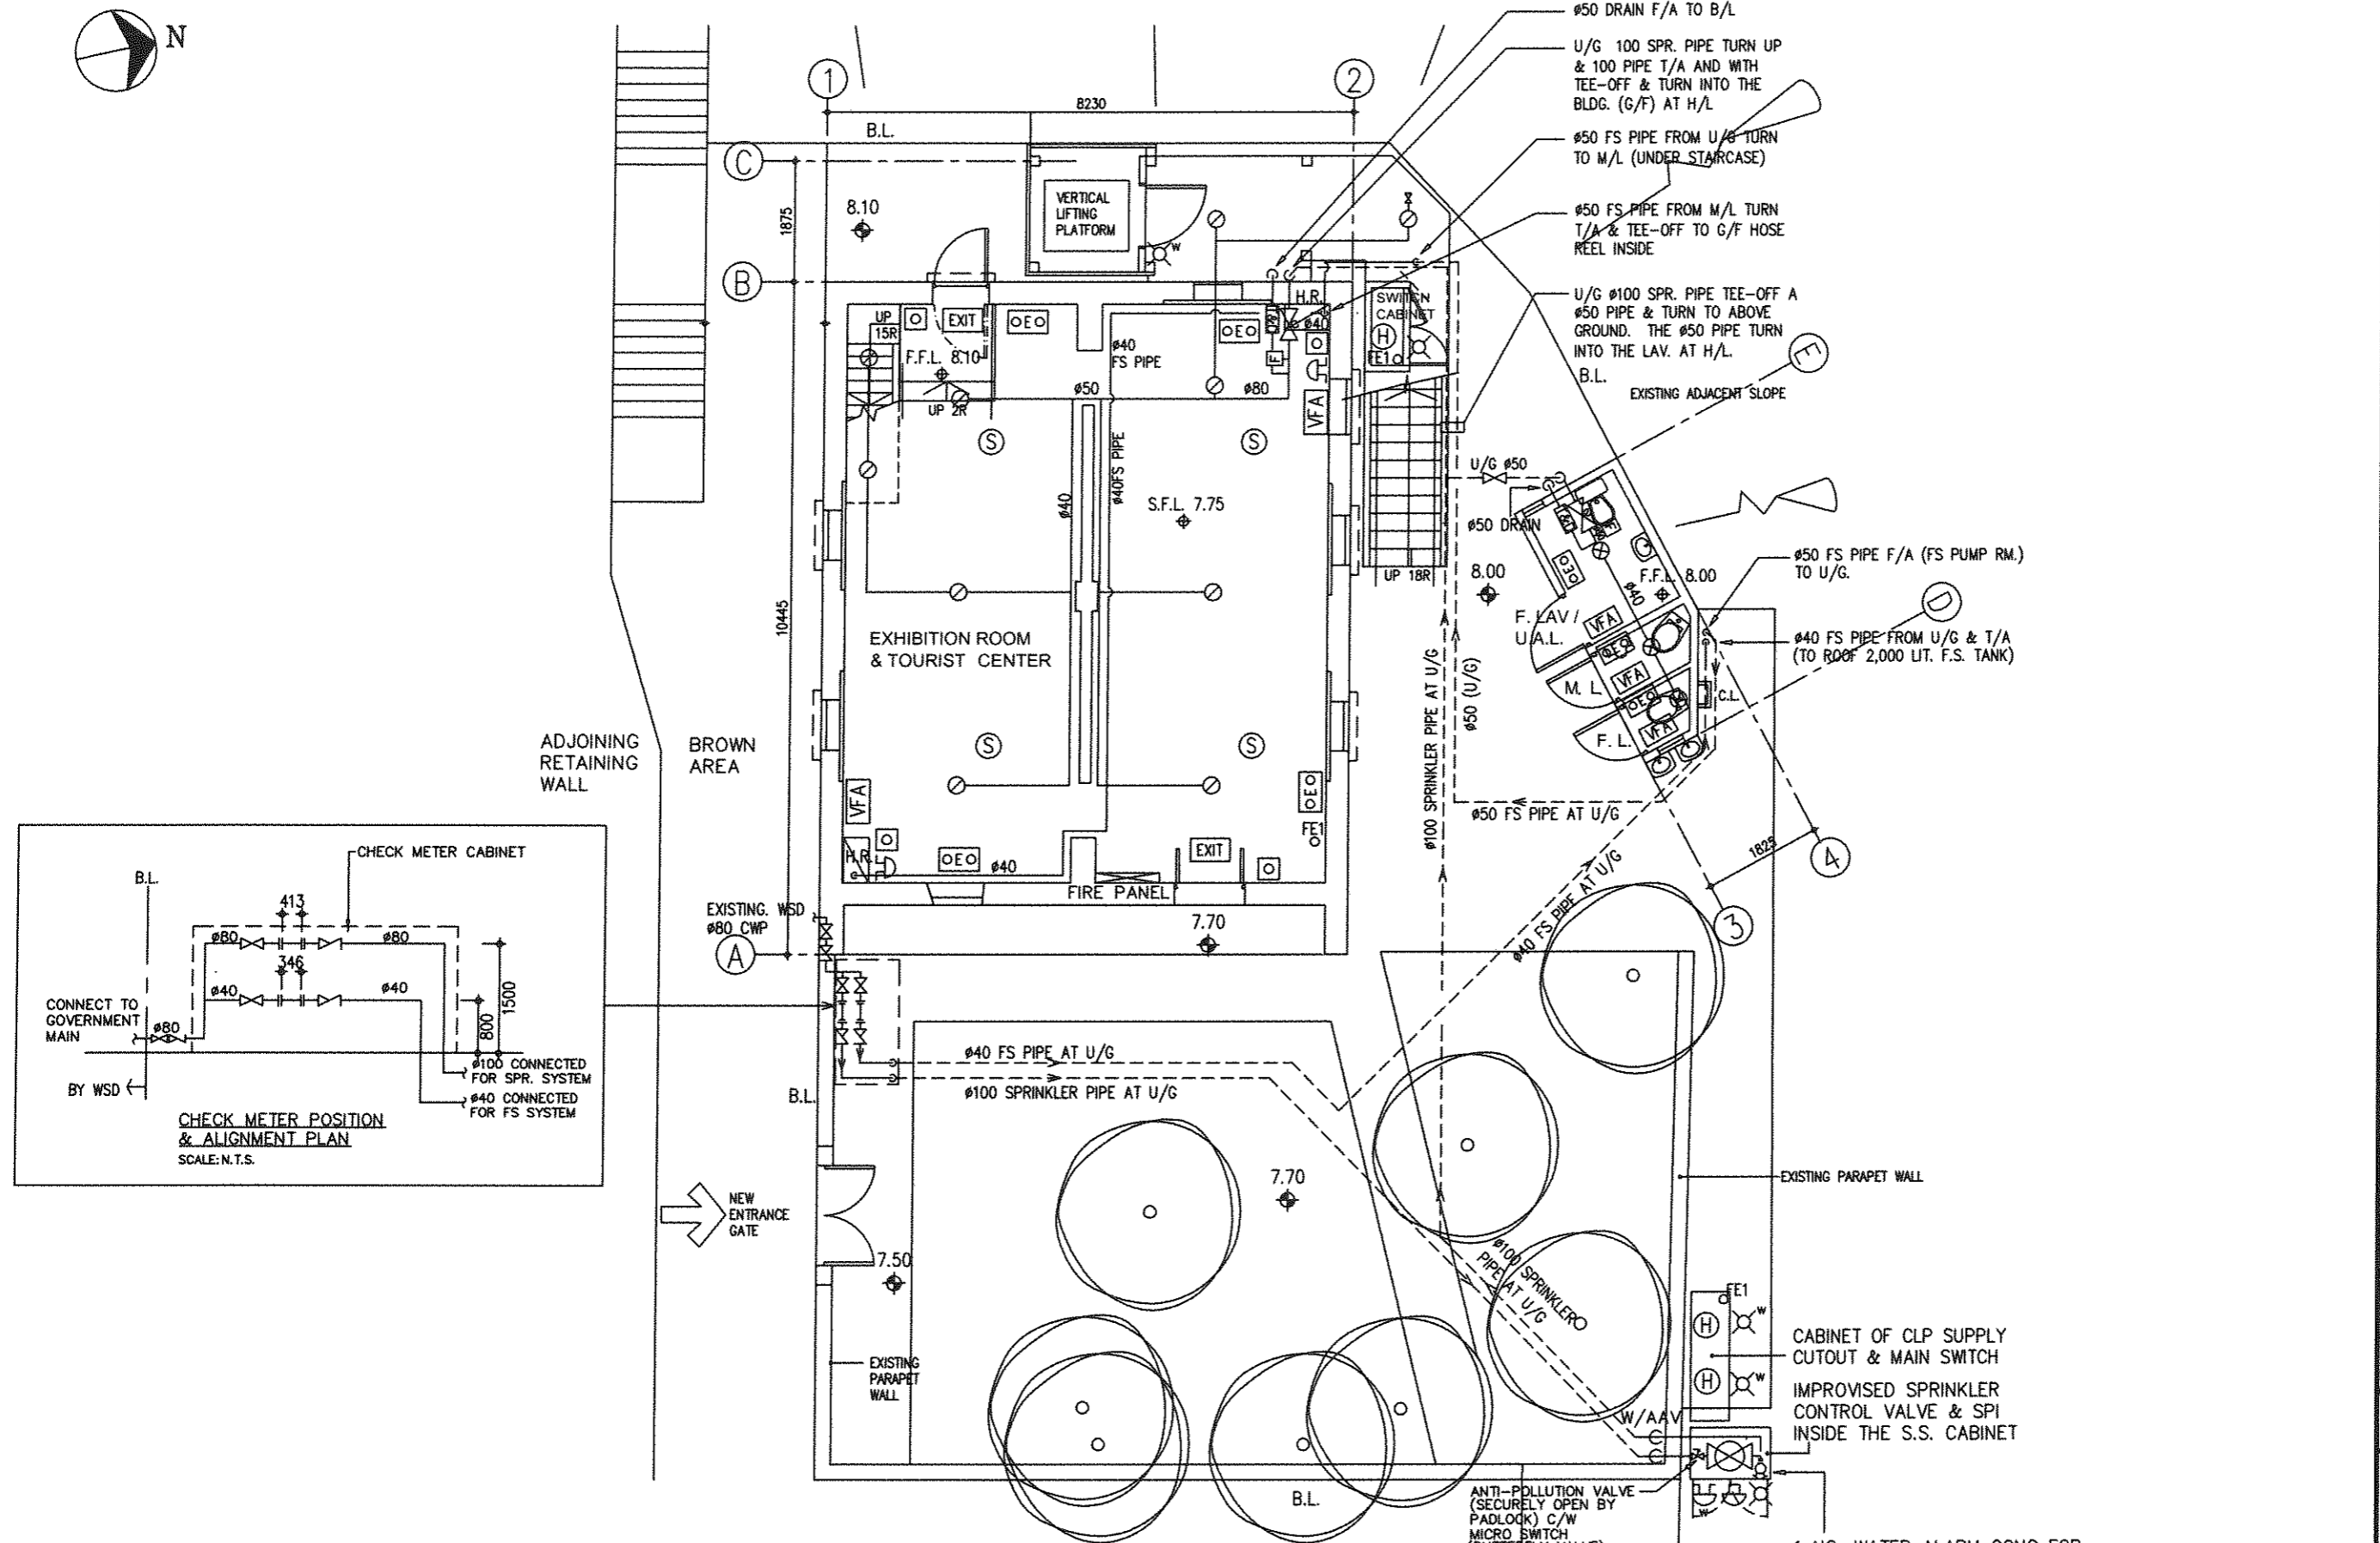 N
ø50 DRAIN F/A TO B/L
U/G 100 SPR. PIPE TURN UP
& 100 PIPE T/A AND WITH
TEE-OFF & TURN INTO THE
BLDG. (G/F) AT H/L
ø50 FS PIPE FROM U/G TURN
TO M/L (UNDER STAIRCASE)
ø50 FS PIPE FROM M/L TURN
T/A & TEE-OFF TO G/F HOSE
REEL INSIDE
U/G ø100 SPR. PIPE TEE-OFF A
ø50 PIPE & TURN TO ABOVE
GROUND. THE ø50 PIPE TURN
INTO THE LAV. AT H/L.
B.L.
E
EXISTING ADJACENT SLOPE
1
2
8230
B.L.
C
1875
8.10
VERTICAL
LIFTING
PLATFORM
W
B
UP
15R
EXIT
E
E
H.R.
ø40
SWITCH
CABINET
H
FE1
F.F.L. 8.10
ø40
FS PIPE
F
UP 2R
ø50
ø80
VFA
S
S
ø40
ø40FS PIPE
S.F.L. 7.75
U/G ø50
ø50 DRAIN
UP 18R
8.00
E
F.F.L. 8.00
ø40
F. LAV /
U.A.L.
VFA
E
VFA
M. L.
E
VFA
F. L.
C.L.
ø50 FS PIPE F/A (FS PUMP RM.)
TO U/G.
D
ø40 FS PIPE FROM U/G & T/A
(TO ROOF 2,000 LIT. F.S. TANK)
10445
EXHIBITION ROOM
& TOURIST CENTER
ø100 SPRINKLER PIPE AT U/G
ø50 (U/G)
ADJOINING
RETAINING
WALL
BROWN
AREA
S
S
VFA
E
FE1
ø50 FS PIPE AT U/G
1825
4
3
H.R.
E
ø40
EXIT
FIRE PANEL
ø40 FS PIPE AT U/G
EXISTING. WSD
ø80 CWP
A
7.70
CHECK METER CABINET
B.L.
413
ø80
ø80
346
ø40
ø40
CONNECT TO
GOVERNMENT
MAIN
ø80
800
1500
ø100 CONNECTED
FOR SPR. SYSTEM
BY WSD
ø40 CONNECTED
FOR FS SYSTEM
CHECK METER POSITION
& ALIGNMENT PLAN
SCALE: N.T.S.
ø40 FS PIPE AT U/G
ø100 SPRINKLER PIPE AT U/G
B.L.
NEW
ENTRANCE
GATE
7.70
7.50
EXISTING PARAPET WALL
ø100 SPRINKLER
PIPE AT U/G
EXISTING
PARAPET
WALL
FE1
H
W
H
W
CABINET OF CLP SUPPLY
CUTOUT & MAIN SWITCH
IMPROVISED SPRINKLER
CONTROL VALVE & SPI
INSIDE THE S.S. CABINET
W/AAV
B.L.
W
ANTI-POLLUTION VALVE
(SECURELY OPEN BY
PADLOCK) C/W
MICRO SWITCH